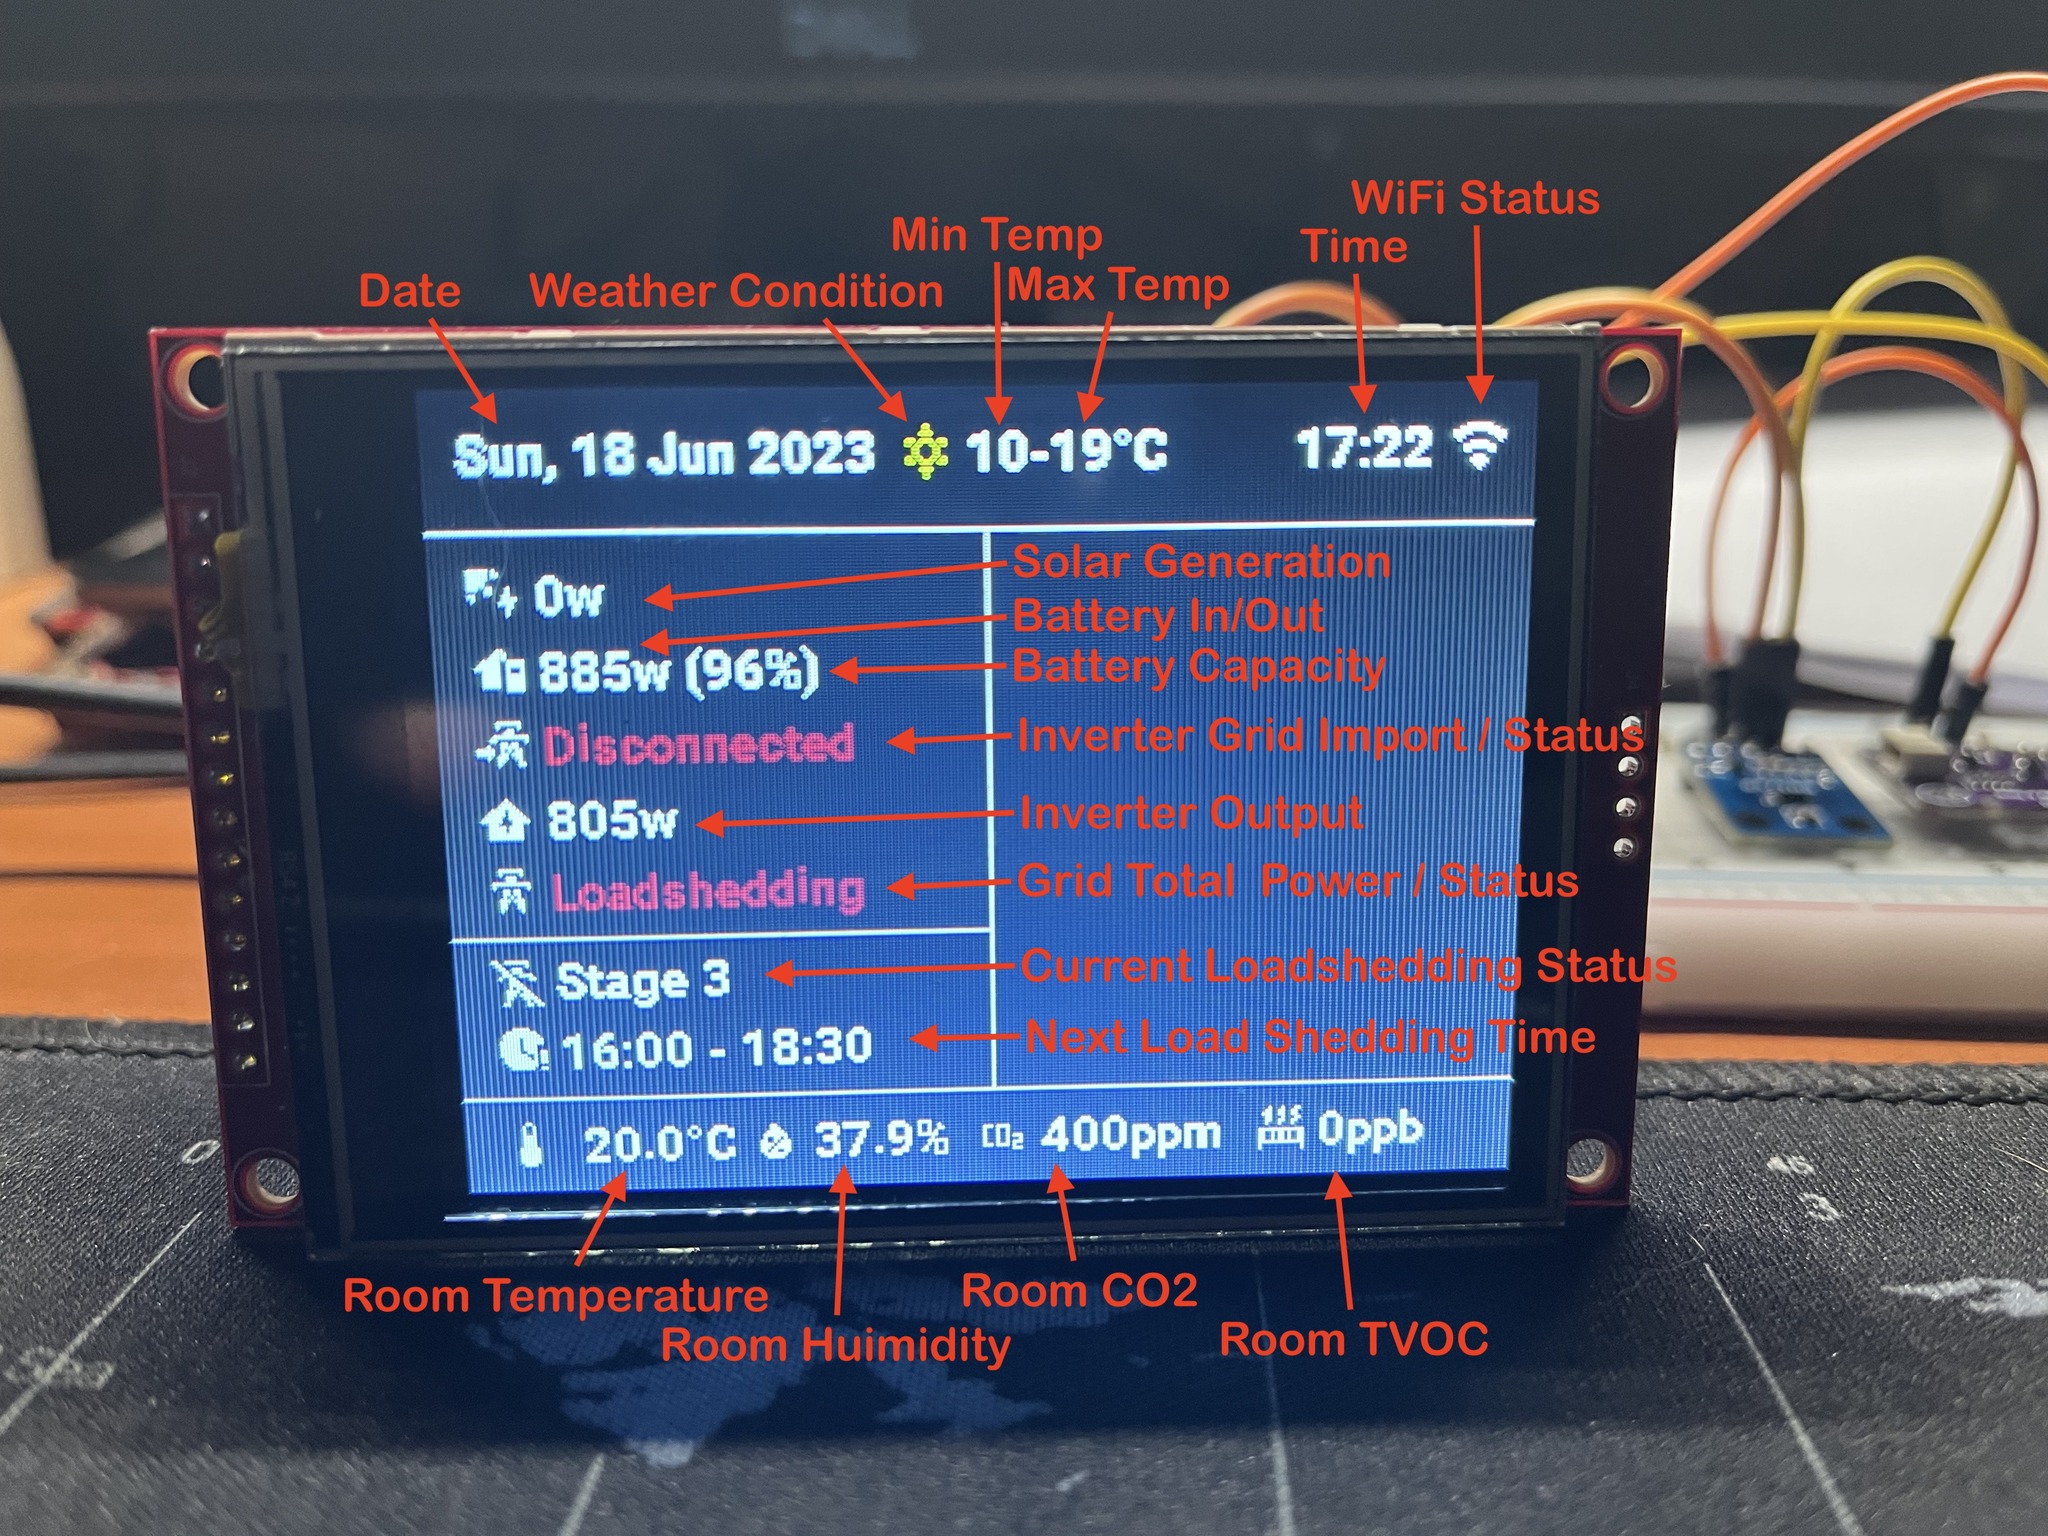 WiFi Status
Min Temp
Time
Date
Weather Condition
Max Temp
Sun, 18 Jun 2023 10-19°C 17:22
Solar Generation
0w
Battery In/Out
885w (96%)
Battery Capacity
Disconnected
Inverter Grid Import / Status
805w
Inverter Output
Loadshedding
Grid Total Power / Status
Stage 3
Current Loadshedding Status
16:00 - 18:30
Next Load Shedding Time
20.0°C 37.9% CO₂ 400ppm 0ppb
Room Temperature
Room CO2
Room Huimidity
Room TVOC